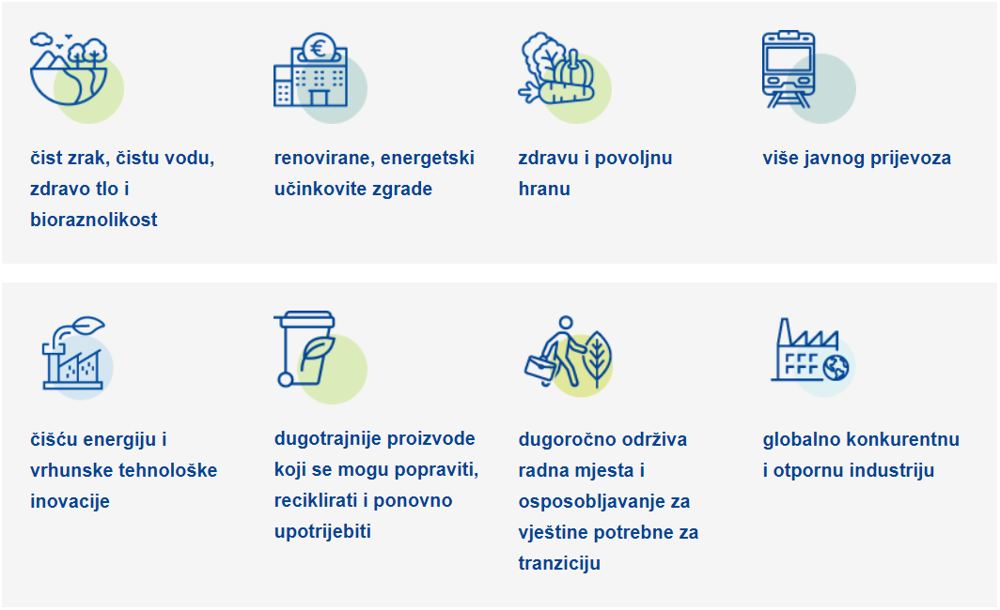 €
čist zrak, čistu vodu,
zdravo tlo i
bioraznolikost
renovirane, energetski
učinkovite zgrade
zdravu i povoljnu
hranu
više javnog prijevoza
čišću energiju i
vrhunske tehnološke
inovacije
dugotrajnije proizvode
koji se mogu popraviti,
reciklirati i ponovno
upotrijebiti
dugoročno održiva
radna mjesta i
osposobljavanje za
vještine potrebne za
tranziciju
globalno konkurentnu
i otpornu industriju